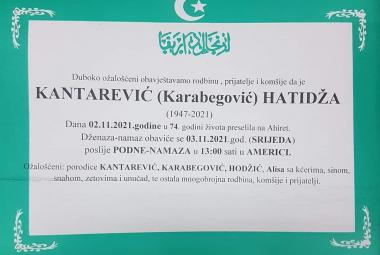 Duboko ožalošćeni obavještavamo rodbinu , prijatelje i komšije da je
KANTAREVIĆ (Karabegović) HATIDŽA
(1947-2021)
Dana 02.11.2021.godine u 74. godini života preselila na Ahiret.
Dženaza-namaz obaviće se 03.11.2021.god. (SRIJEDA)
poslije PODNE-NAMAZA u 13:00 sati u AMERICI.
Ožalošćeni: porodice KANTAREVIĆ, KARABEGOVIĆ, HODŽIĆ, Alisa sa kćerima, sinom,
snahom, zetovima i unučad, te ostala mnogobrojna rodbina, komšije i prijatelji.